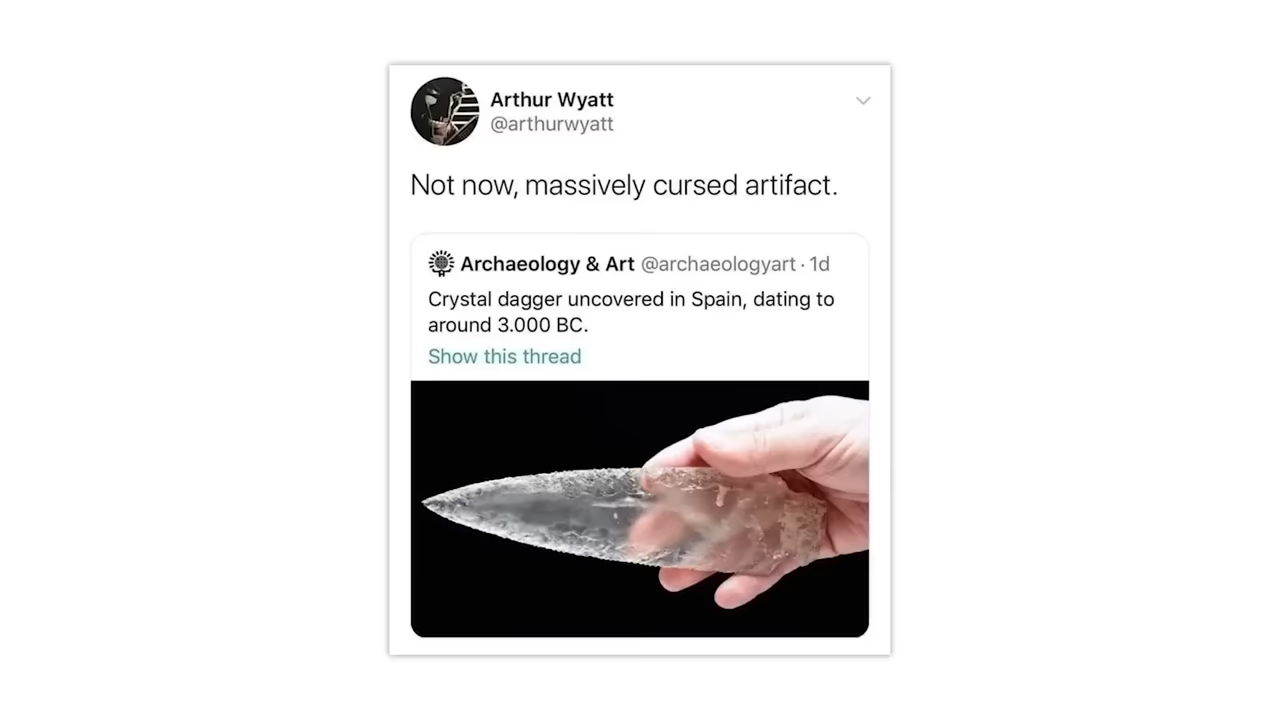 Arthur Wyatt
@arthurwyatt
Not now, massively cursed artifact.
Archaeology & Art @archaeologyart · 1d
Crystal dagger uncovered in Spain, dating to
around 3.000 BC.
Show this thread